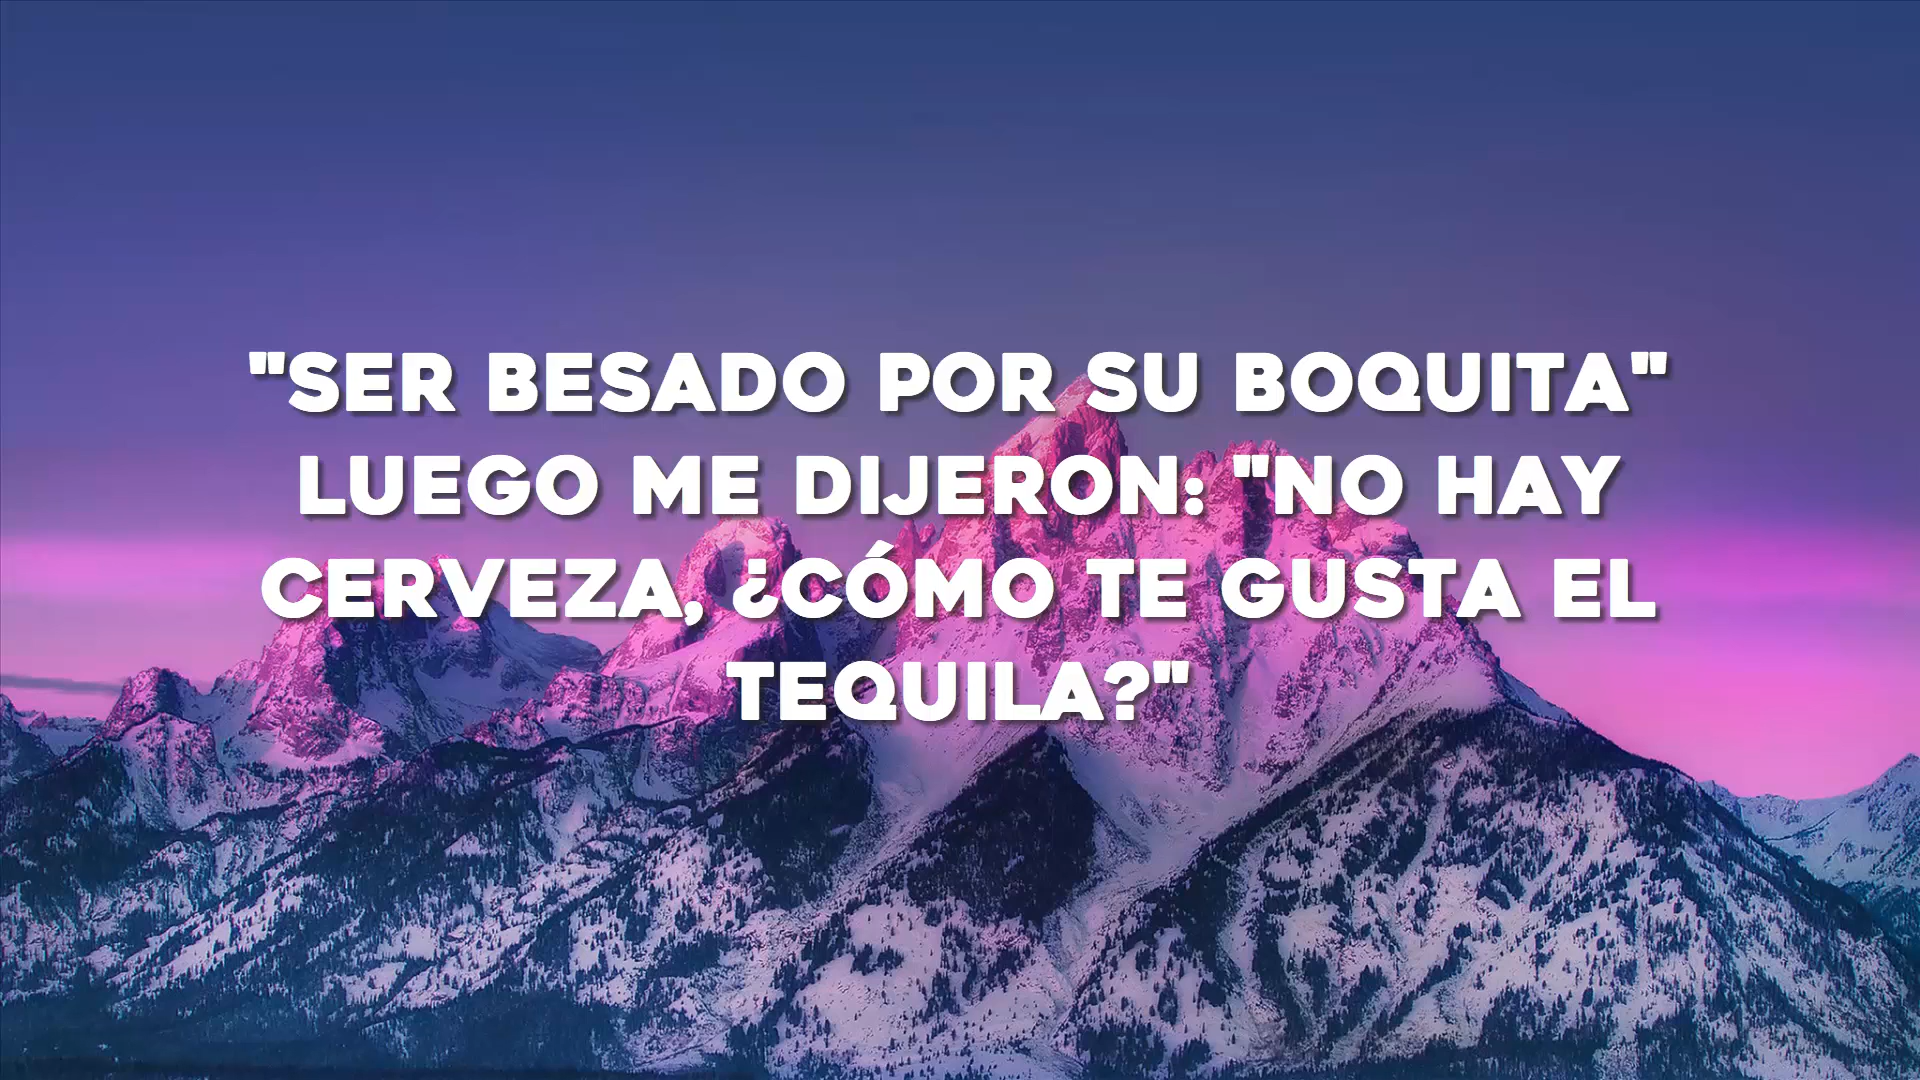 "SER BESADO POR SU BOQUITA"
LUEGO ME DIJERON: "NO HAY
CERVEZA, ¿CÓMO TE GUSTA EL
TEQUILA?"